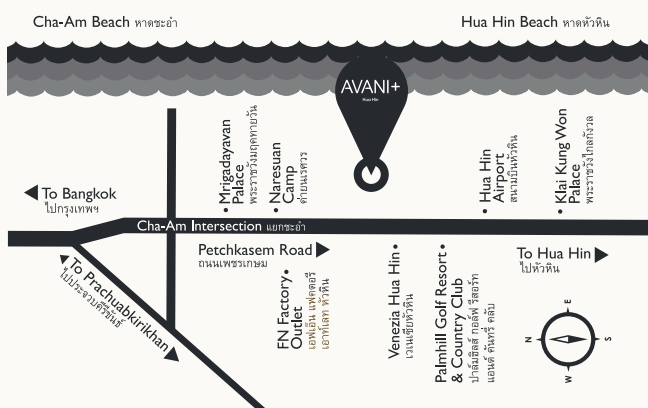 Cha-Am Beach หาดชะอำ
Hua Hin Beach หาดหัวหิน
AVANI+
Hua Hin
Mrigadayavan
Palace
พระราชวังมฤคทายวัน
Naresuan
Camp
ค่ายนเรศวร
Hua Hin
Airport
สนามบินหัวหิน
Klai Kung Won
Palace
พระราชวังไกลกังวล
To Bangkok
ไปกรุงเทพฯ
Cha-Am Intersection แยกชะอำ
Petchkasem Road
ถนนเพชรเกษม
To Hua Hin
ไปหัวหิน
To Prachuabkirikhan
ไปประจวบคีรีขันธ์
FN Factory
Outlet
เอฟเอ็น แฟคตอรี่
เอาท์เลท หัวหิน
Venezia Hua Hin
เวเนเซียหัวหิน
Palmhill Golf Resort
& Country Club
ปาล์มฮิลล์ กอล์ฟ รีสอร์ท
แอนด์ คันทรี่ คลับ
E
N
S
W